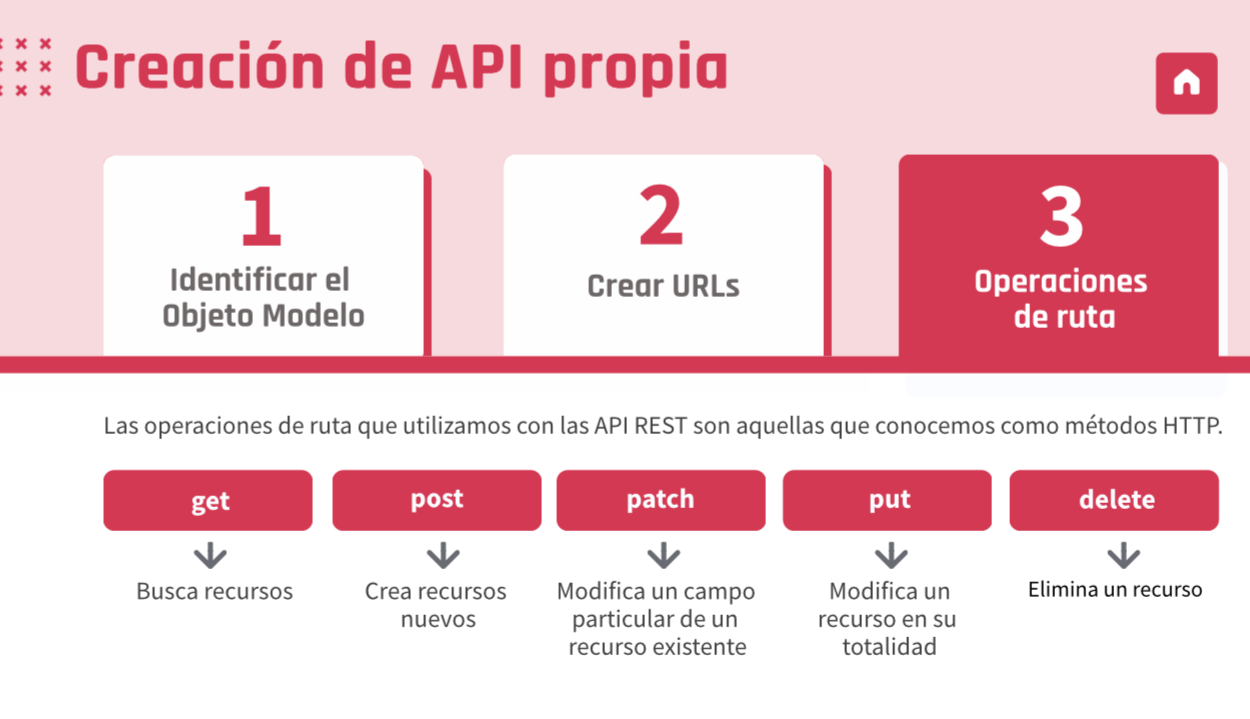 Creación de API propia
1
Identificar el
Objeto Modelo
2
Crear URLs
3
Operaciones
de ruta
Las operaciones de ruta que utilizamos con las API REST son aquellas que conocemos como métodos HTTP.
get
Busca recursos
post
Crea recursos
nuevos
patch
Modifica un campo
particular de un
recurso existente
put
Modifica un
recurso en su
totalidad
delete
Elimina un recurso